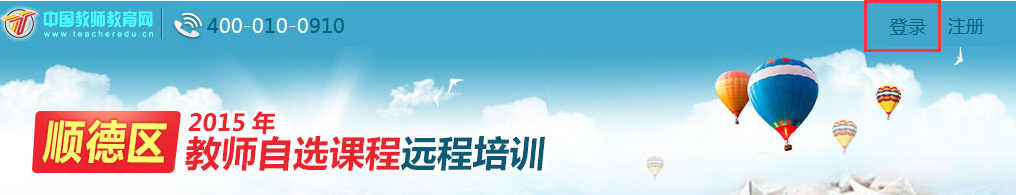 中国教师教育网
www.teacheredu.cn
400-010-0910
登录 注册
顺德区
2015 年
教师自选课程远程培训